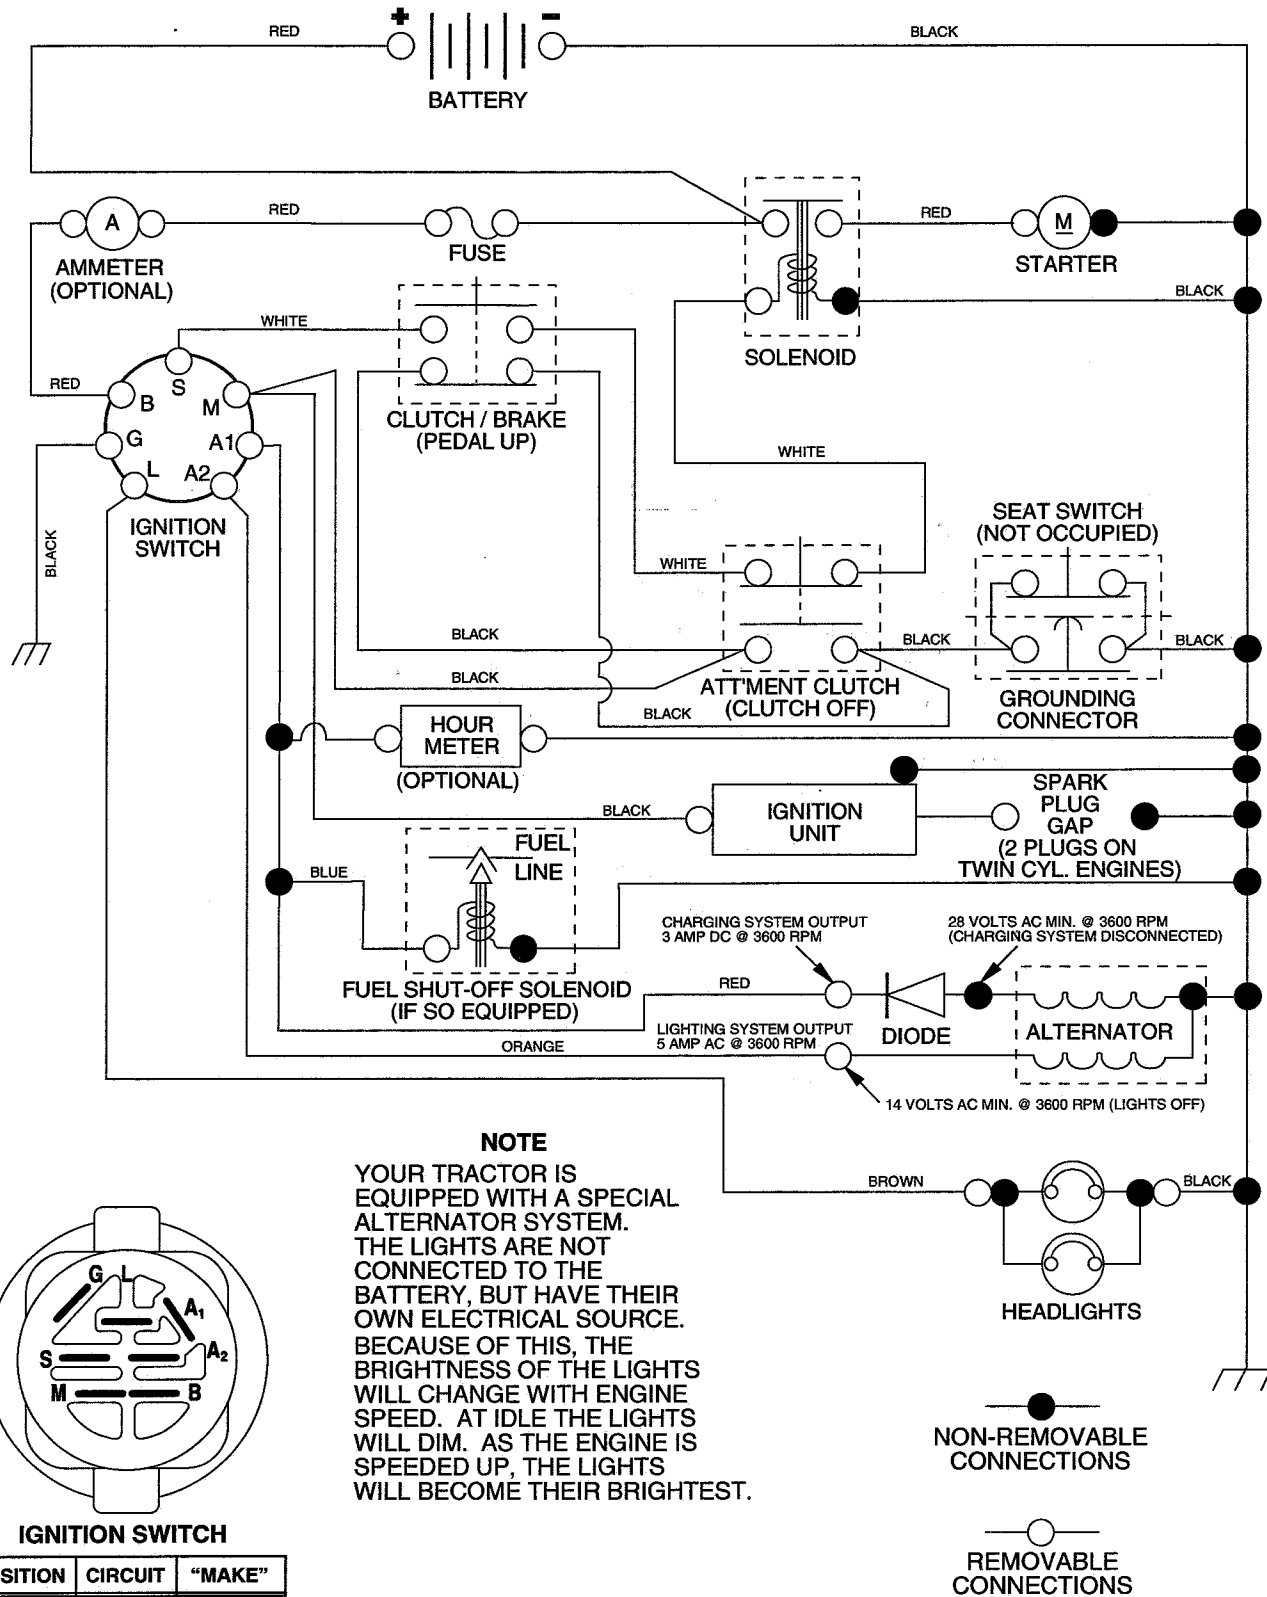 + -
RED
BLACK
BATTERY
A
RED
FUSE
RED
M
AMMETER
(OPTIONAL)
STARTER
BLACK
WHITE
SOLENOID
S
RED
B
M
G
A1
L
A2
CLUTCH / BRAKE
(PEDAL UP)
WHITE
IGNITION
SWITCH
BLACK
SEAT SWITCH
(NOT OCCUPIED)
WHITE
BLACK
BLACK
BLACK
BLACK
ATT'MENT CLUTCH
(CLUTCH OFF)
GROUNDING
CONNECTOR
BLACK
HOUR
METER
(OPTIONAL)
BLACK
IGNITION
UNIT
SPARK
PLUG
GAP
(2 PLUGS ON
TWIN CYL. ENGINES)
FUEL
LINE
BLUE
CHARGING SYSTEM OUTPUT
3 AMP DC @ 3600 RPM
28 VOLTS AC MIN. @ 3600 RPM
(CHARGING SYSTEM DISCONNECTED)
FUEL SHUT-OFF SOLENOID
(IF SO EQUIPPED)
RED
DIODE
ALTERNATOR
LIGHTING SYSTEM OUTPUT
5 AMP AC @ 3600 RPM
ORANGE
14 VOLTS AC MIN. @ 3600 RPM (LIGHTS OFF)
BROWN
BLACK
HEADLIGHTS
NOTE
YOUR TRACTOR IS
EQUIPPED WITH A SPECIAL
ALTERNATOR SYSTEM.
THE LIGHTS ARE NOT
CONNECTED TO THE
BATTERY, BUT HAVE THEIR
OWN ELECTRICAL SOURCE.
BECAUSE OF THIS, THE
BRIGHTNESS OF THE LIGHTS
WILL CHANGE WITH ENGINE
SPEED. AT IDLE THE LIGHTS
WILL DIM. AS THE ENGINE IS
SPEEDED UP, THE LIGHTS
WILL BECOME THEIR BRIGHTEST.
G L
A1
S A2
M B
IGNITION SWITCH
SITION CIRCUIT "MAKE"
NON-REMOVABLE
CONNECTIONS
REMOVABLE
CONNECTIONS